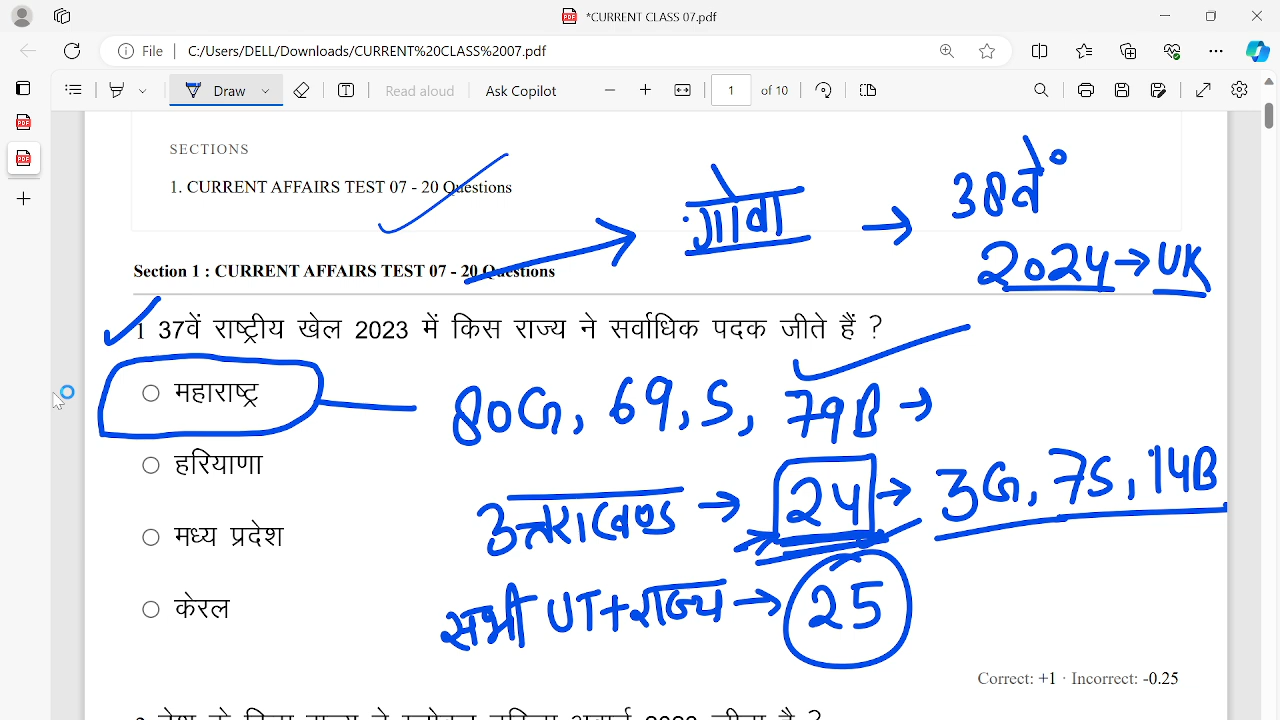 *CURRENT CLASS 07.pdf
File | C:/Users/DELL/Downloads/CURRENT%20CLASS%2007.pdf
Draw Read aloud Ask Copilot 1 of 10
SECTIONS
1. CURRENT AFFAIRS TEST 07 - 20 Questions
गोवा → 38वें
2024 → UK
Section 1 : CURRENT AFFAIRS TEST 07 - 20 Questions
1 37वें राष्ट्रीय खेल 2023 में किस राज्य ने सर्वाधिक पदक जीते हैं ?
महाराष्ट्र
80G, 69, S, 79B →
हरियाणा
उत्तराखण्ड → 24 → 3G, 7S, 14B
मध्य प्रदेश
सभी UT+राज्य → 25
केरल
Correct: +1 · Incorrect: -0.25